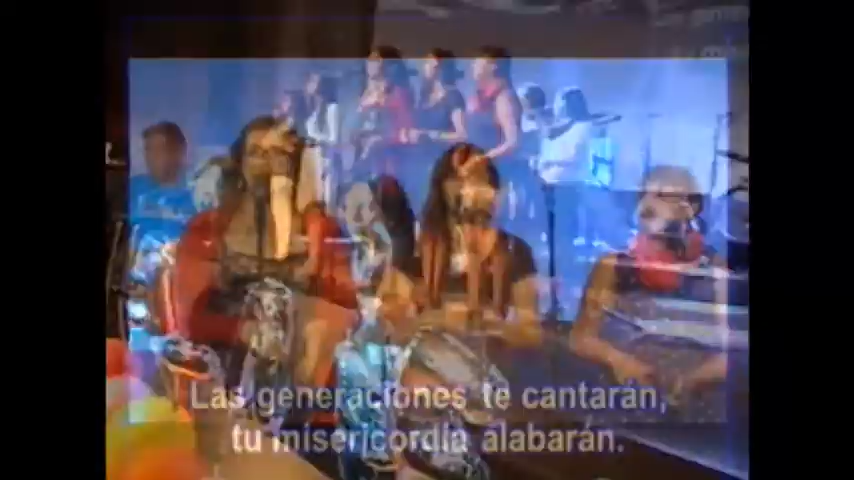 Las generaciones te cantarán,
tu misericordia alabarán.